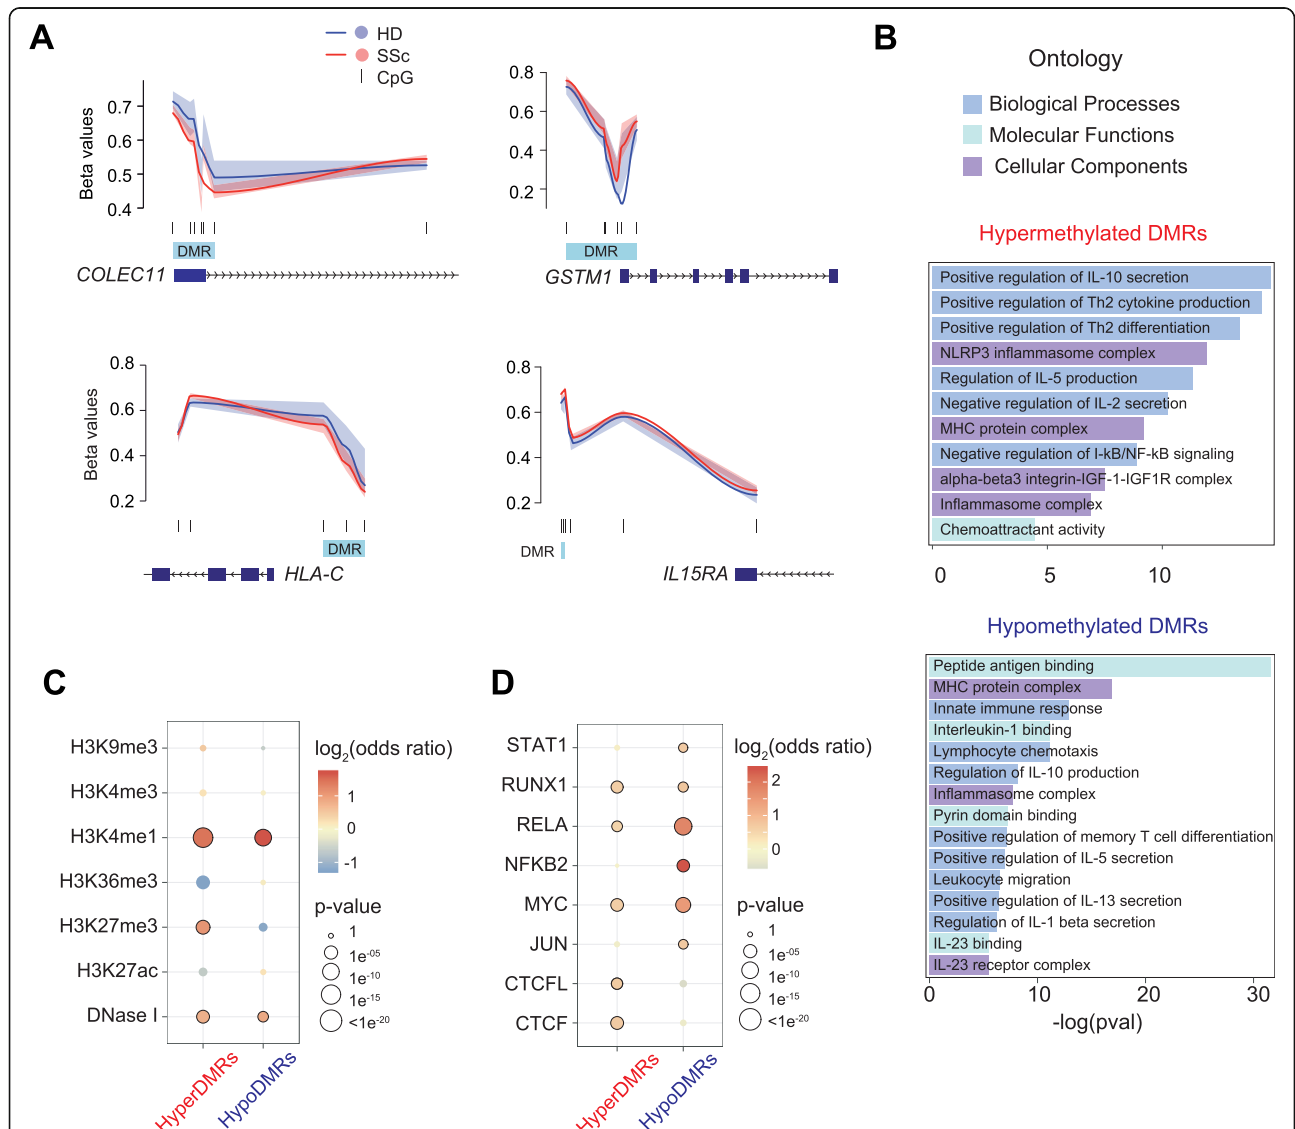 A
HD
SSc
CpG
Beta values
0.7
0.6
0.5
0.4
DMR
COLEC11
0.8
0.6
0.4
0.2
DMR
GSTM1
Beta values
0.8
0.6
0.4
0.2
DMR
HLA-C
0.8
0.6
0.4
0.2
DMR
IL15RA
B
Ontology
Biological Processes
Molecular Functions
Cellular Components
Hypermethylated DMRs
Positive regulation of IL-10 secretion
Positive regulation of Th2 cytokine production
Positive regulation of Th2 differentiation
NLRP3 inflammasome complex
Regulation of IL-5 production
Negative regulation of IL-2 secretion
MHC protein complex
Negative regulation of I-kB/NF-kB signaling
alpha-beta3 integrin-IGF-1-IGF1R complex
Inflammasome complex
Chemoattractant activity
0 5 10
Hypomethylated DMRs
Peptide antigen binding
MHC protein complex
Innate immune response
Interleukin-1 binding
Lymphocyte chemotaxis
Regulation of IL-10 production
Inflammasome complex
Pyrin domain binding
Positive regulation of memory T cell differentiation
Positive regulation of IL-5 secretion
Leukocyte migration
Positive regulation of IL-13 secretion
Regulation of IL-1 beta secretion
IL-23 binding
IL-23 receptor complex
0 10 20 30
-log(pval)
C
H3K9me3
H3K4me3
H3K4me1
H3K36me3
H3K27me3
H3K27ac
DNase I
HyperDMRs
HypoDMRs
log2(odds ratio)
1
0
-1
p-value
1
1e-05
1e-10
1e-15
<1e-20
D
STAT1
RUNX1
RELA
NFKB2
MYC
JUN
CTCFL
CTCF
HyperDMRs
HypoDMRs
log2(odds ratio)
2
1
0
p-value
1
1e-05
1e-10
1e-15
<1e-20